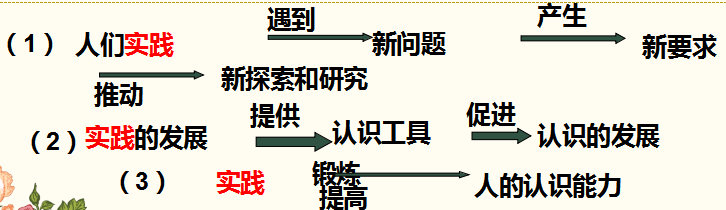 遇到 产生
（1）人们实践 新问题 新要求
推动 新探索和研究
提供 促进
（2）实践的发展 认识工具 认识的发展
（3） 实践 锻炼 人的认识能力
提高